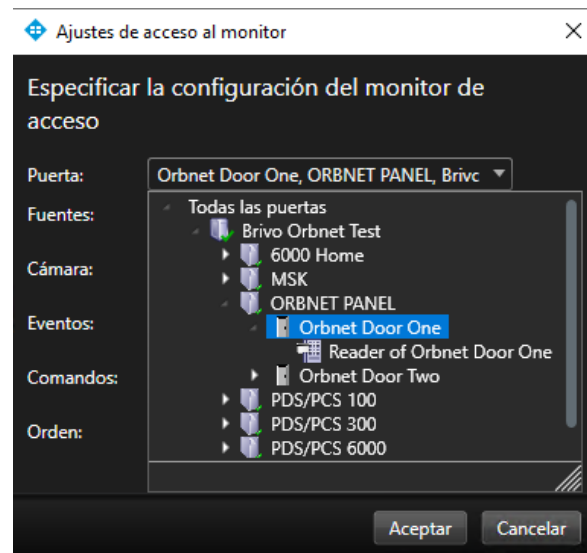 Ajustes de acceso al monitor
Especificar la configuración del monitor de
acceso
Puerta:
Orbnet Door One, ORBNET PANEL, Brivc
Fuentes:
Todas las puertas
Brivo Orbnet Test
6000 Home
Cámara:
MSK
ORBNET PANEL
Eventos:
Orbnet Door One
Reader of Orbnet Door One
Comandos:
Orbnet Door Two
PDS/PCS 100
Orden:
PDS/PCS 300
PDS/PCS 6000
Aceptar
Cancelar